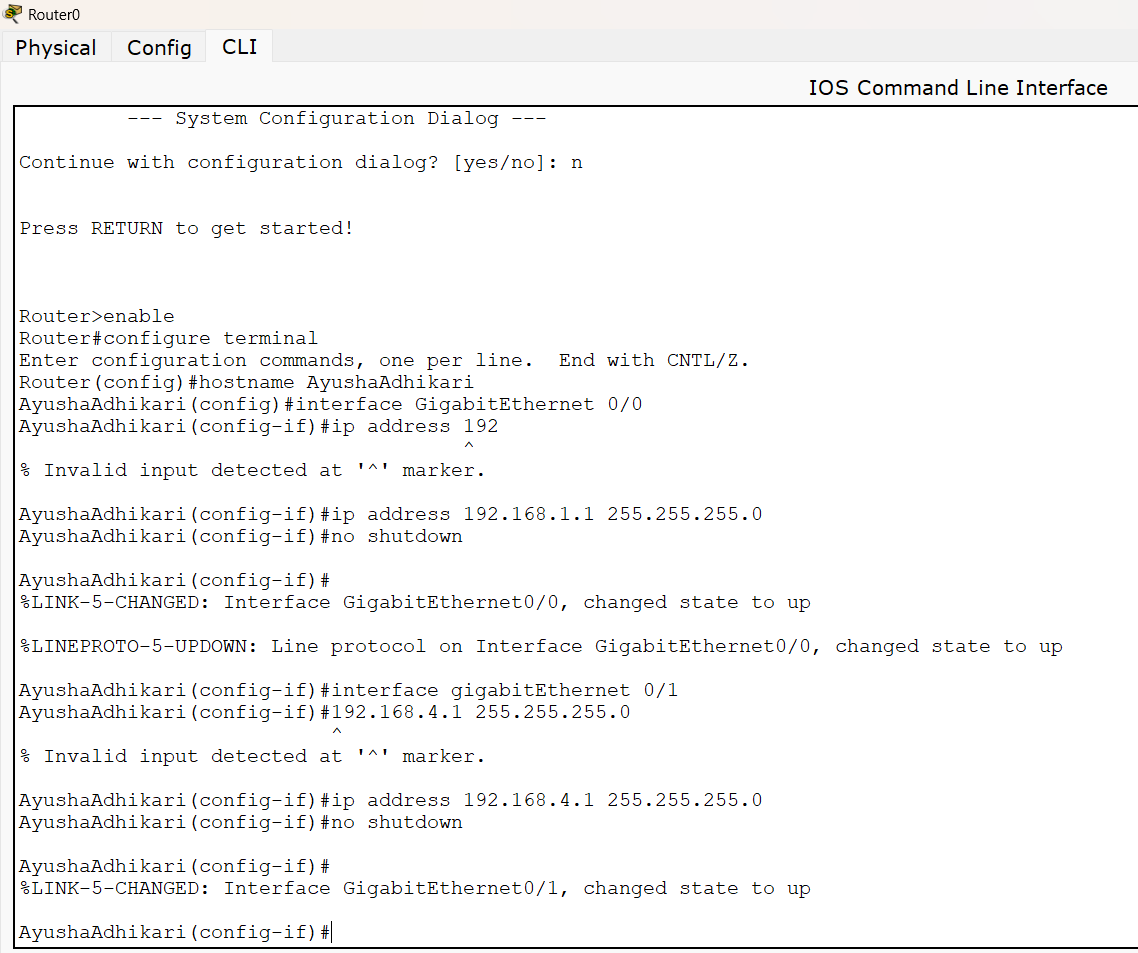 Router0
Physical Config CLI
IOS Command Line Interface
--- System Configuration Dialog ---
Continue with configuration dialog? [yes/no]: n
Press RETURN to get started!
Router>enable
Router#configure terminal
Enter configuration commands, one per line.  End with CNTL/Z.
Router(config)#hostname AyushaAdhikari
AyushaAdhikari(config)#interface GigabitEthernet 0/0
AyushaAdhikari(config-if)#ip address 192
^
% Invalid input detected at '^' marker.
AyushaAdhikari(config-if)#ip address 192.168.1.1 255.255.255.0
AyushaAdhikari(config-if)#no shutdown
AyushaAdhikari(config-if)#
%LINK-5-CHANGED: Interface GigabitEthernet0/0, changed state to up
%LINEPROTO-5-UPDOWN: Line protocol on Interface GigabitEthernet0/0, changed state to up
AyushaAdhikari(config-if)#interface gigabitEthernet 0/1
AyushaAdhikari(config-if)#192.168.4.1 255.255.255.0
^
% Invalid input detected at '^' marker.
AyushaAdhikari(config-if)#ip address 192.168.4.1 255.255.255.0
AyushaAdhikari(config-if)#no shutdown
AyushaAdhikari(config-if)#
%LINK-5-CHANGED: Interface GigabitEthernet0/1, changed state to up
AyushaAdhikari(config-if)#